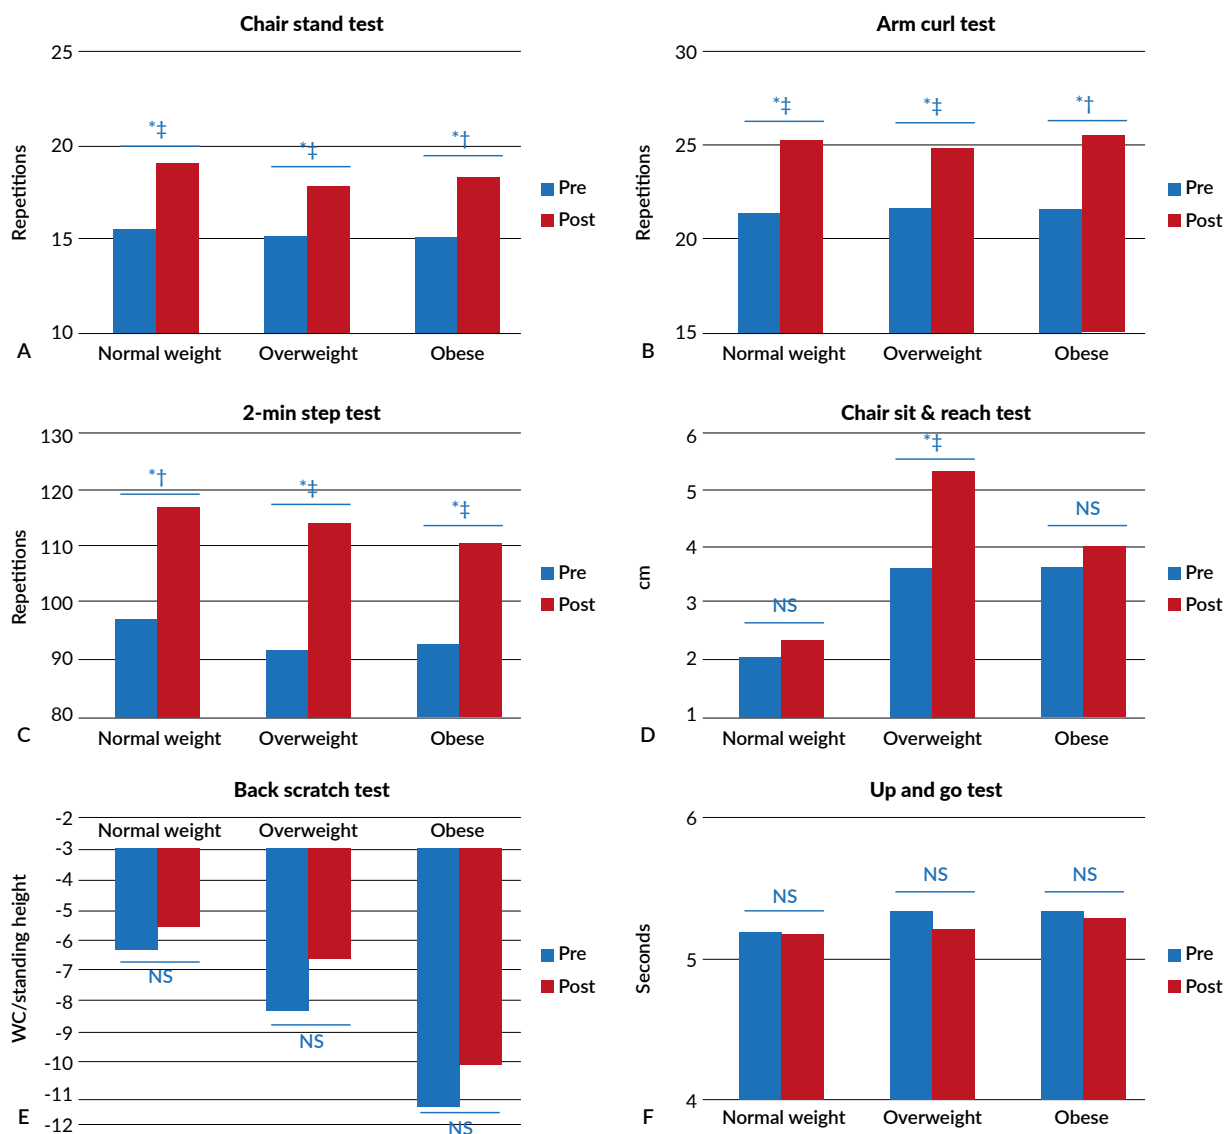 Chair stand test
25
20
15
10
Repetitions
*‡
*‡
*†
Normal weight
Overweight
Obese
Pre
Post
A
Arm curl test
30
25
20
15
Repetitions
*‡
*‡
*†
Normal weight
Overweight
Obese
Pre
Post
B
2-min step test
130
120
110
100
90
80
Repetitions
*†
*‡
*‡
Normal weight
Overweight
Obese
Pre
Post
C
Chair sit & reach test
6
5
4
3
2
1
cm
NS
*‡
NS
Normal weight
Overweight
Obese
Pre
Post
D
Back scratch test
-2
-3
-4
-5
-6
-7
-8
-9
-10
-11
-12
WC/standing height
Normal weight
Overweight
Obese
NS
NS
NS
Pre
Post
E
Up and go test
6
5
4
Seconds
NS
NS
NS
Normal weight
Overweight
Obese
Pre
Post
F